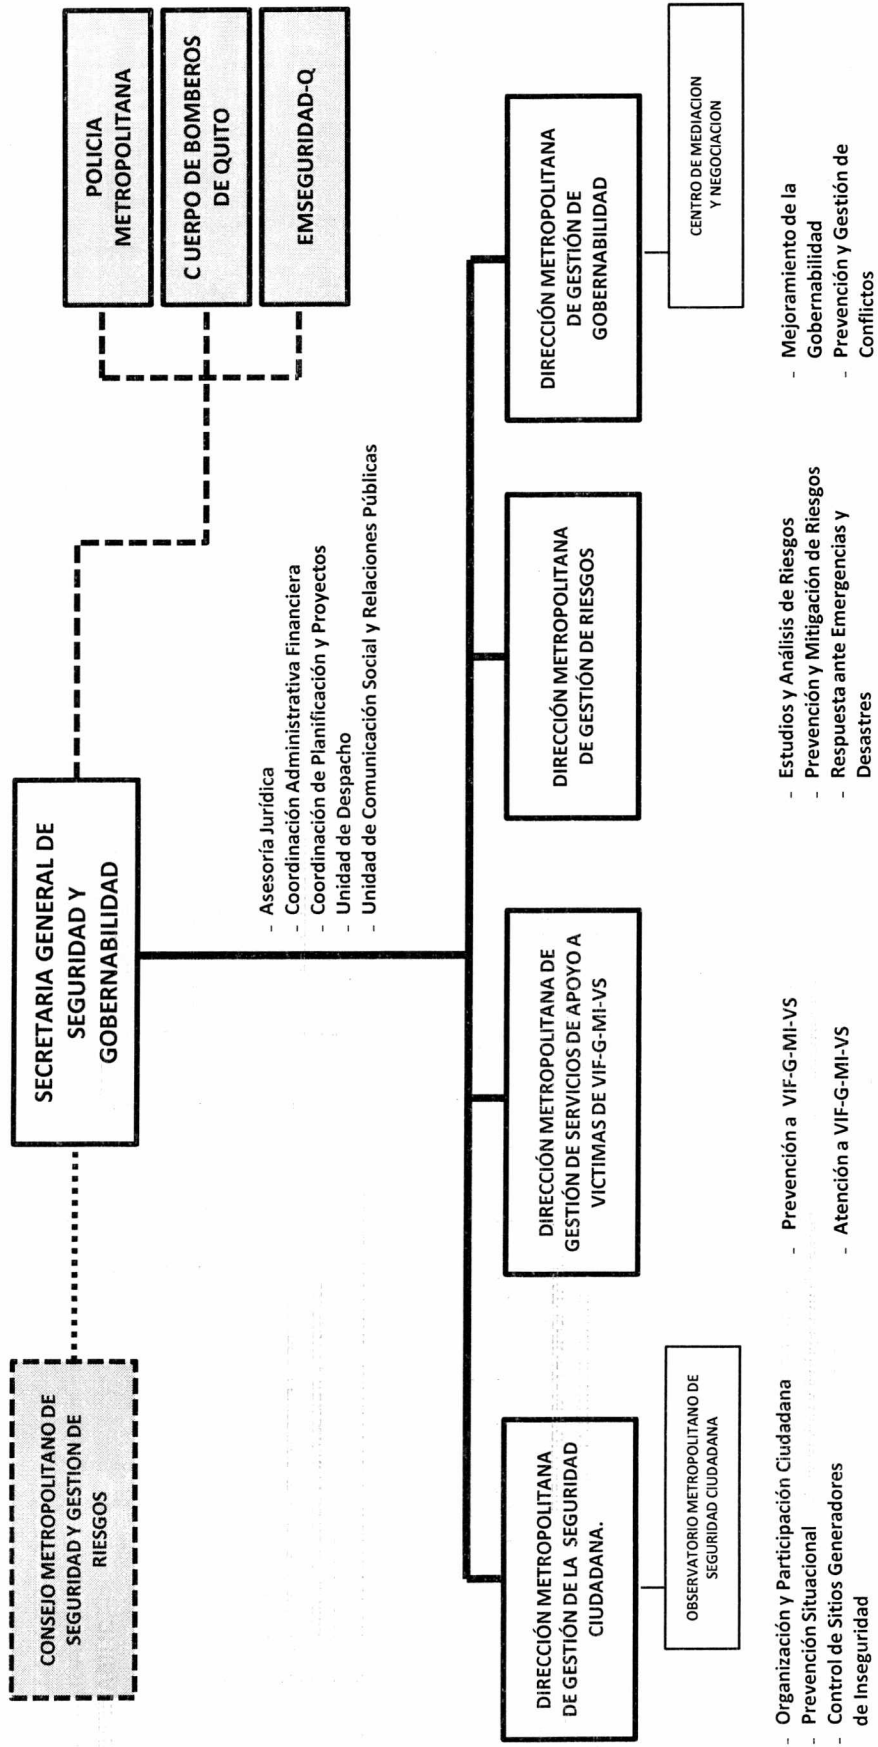 CONSEJO METROPOLITANO DE
SEGURIDAD Y GESTION DE
RIESGOS
SECRETARIA GENERAL DE
SEGURIDAD Y
GOBERNABILIDAD
POLICIA
METROPOLITANA
CUERPO DE BOMBEROS
DE QUITO
EMSEGURIDAD-Q
- Asesoría Jurídica
- Coordinación Administrativa Financiera
- Coordinación de Planificación y Proyectos
- Unidad de Despacho
- Unidad de Comunicación Social y Relaciones Públicas
DIRECCIÓN METROPOLITANA
DE GESTIÓN DE LA SEGURIDAD
CIUDADANA.
OBSERVATORIO METROPOLITANO DE
SEGURIDAD CIUDADANA
- Organización y Participación Ciudadana
- Prevención Situacional
- Control de Sitios Generadores
de Inseguridad
DIRECCIÓN METROPOLITANA DE
GESTIÓN DE SERVICIOS DE APOYO A
VICTIMAS DE VIF-G-MI-VS
- Prevención a VIF-G-MI-VS
- Atención a VIF-G-MI-VS
DIRECCIÓN METROPOLITANA
DE GESTIÓN DE RIESGOS
- Estudios y Análisis de Riesgos
- Prevención y Mitigación de Riesgos
- Respuesta ante Emergencias y
Desastres
DIRECCIÓN METROPOLITANA
DE GESTIÓN DE
GOBERNABILIDAD
CENTRO DE MEDIACION
Y NEGOCIACION
- Mejoramiento de la
Gobernabilidad
- Prevención y Gestión de
Conflictos